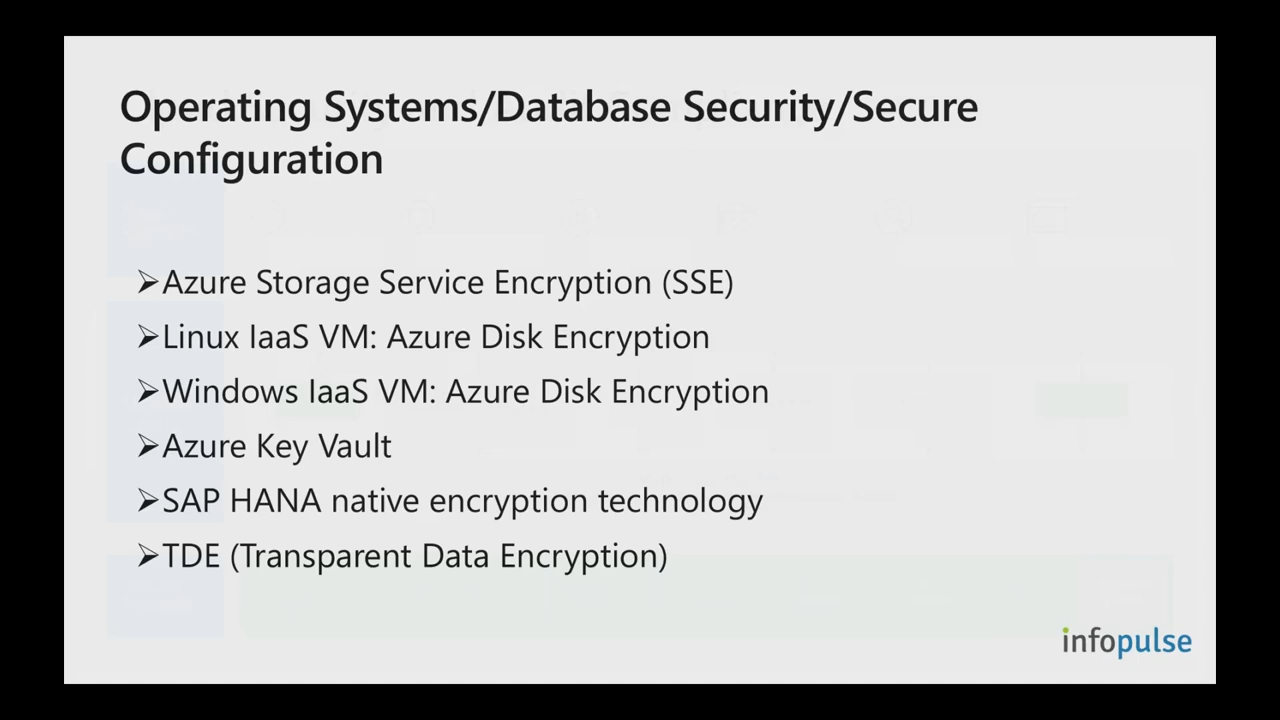 Operating Systems/Database Security/Secure
Configuration
➢Azure Storage Service Encryption (SSE)
➢Linux IaaS VM: Azure Disk Encryption
➢Windows IaaS VM: Azure Disk Encryption
➢Azure Key Vault
➢SAP HANA native encryption technology
➢TDE (Transparent Data Encryption)
infopulse